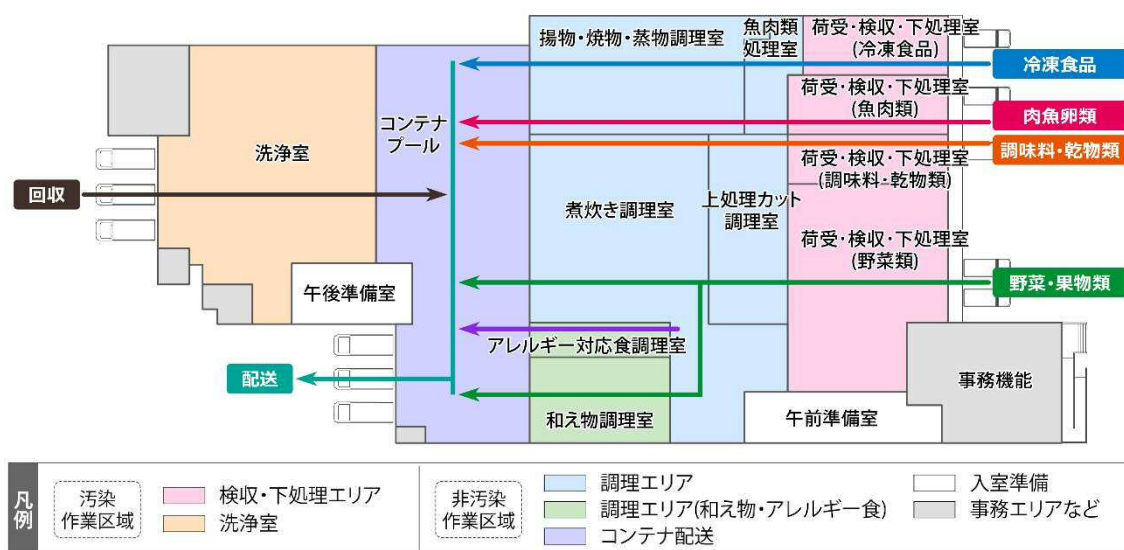 揚物・焼物・蒸物調理室
魚肉類
処理室
荷受・検収・下処理室
(冷凍食品)
冷凍食品
荷受・検収・下処理室
(魚肉類)
肉魚卵類
コンテナ
プール
洗浄室
調味料・乾物類
荷受・検収・下処理室
(調味料・乾物類)
回収
煮炊き調理室
上処理カット
調理室
荷受・検収・下処理室
(野菜類)
野菜・果物類
午後準備室
アレルギー対応食調理室
配送
事務機能
和え物調理室
午前準備室
凡例
汚染
作業区域
検収・下処理エリア
洗浄室
非汚染
作業区域
調理エリア
調理エリア(和え物・アレルギー食)
コンテナ配送
入室準備
事務エリアなど